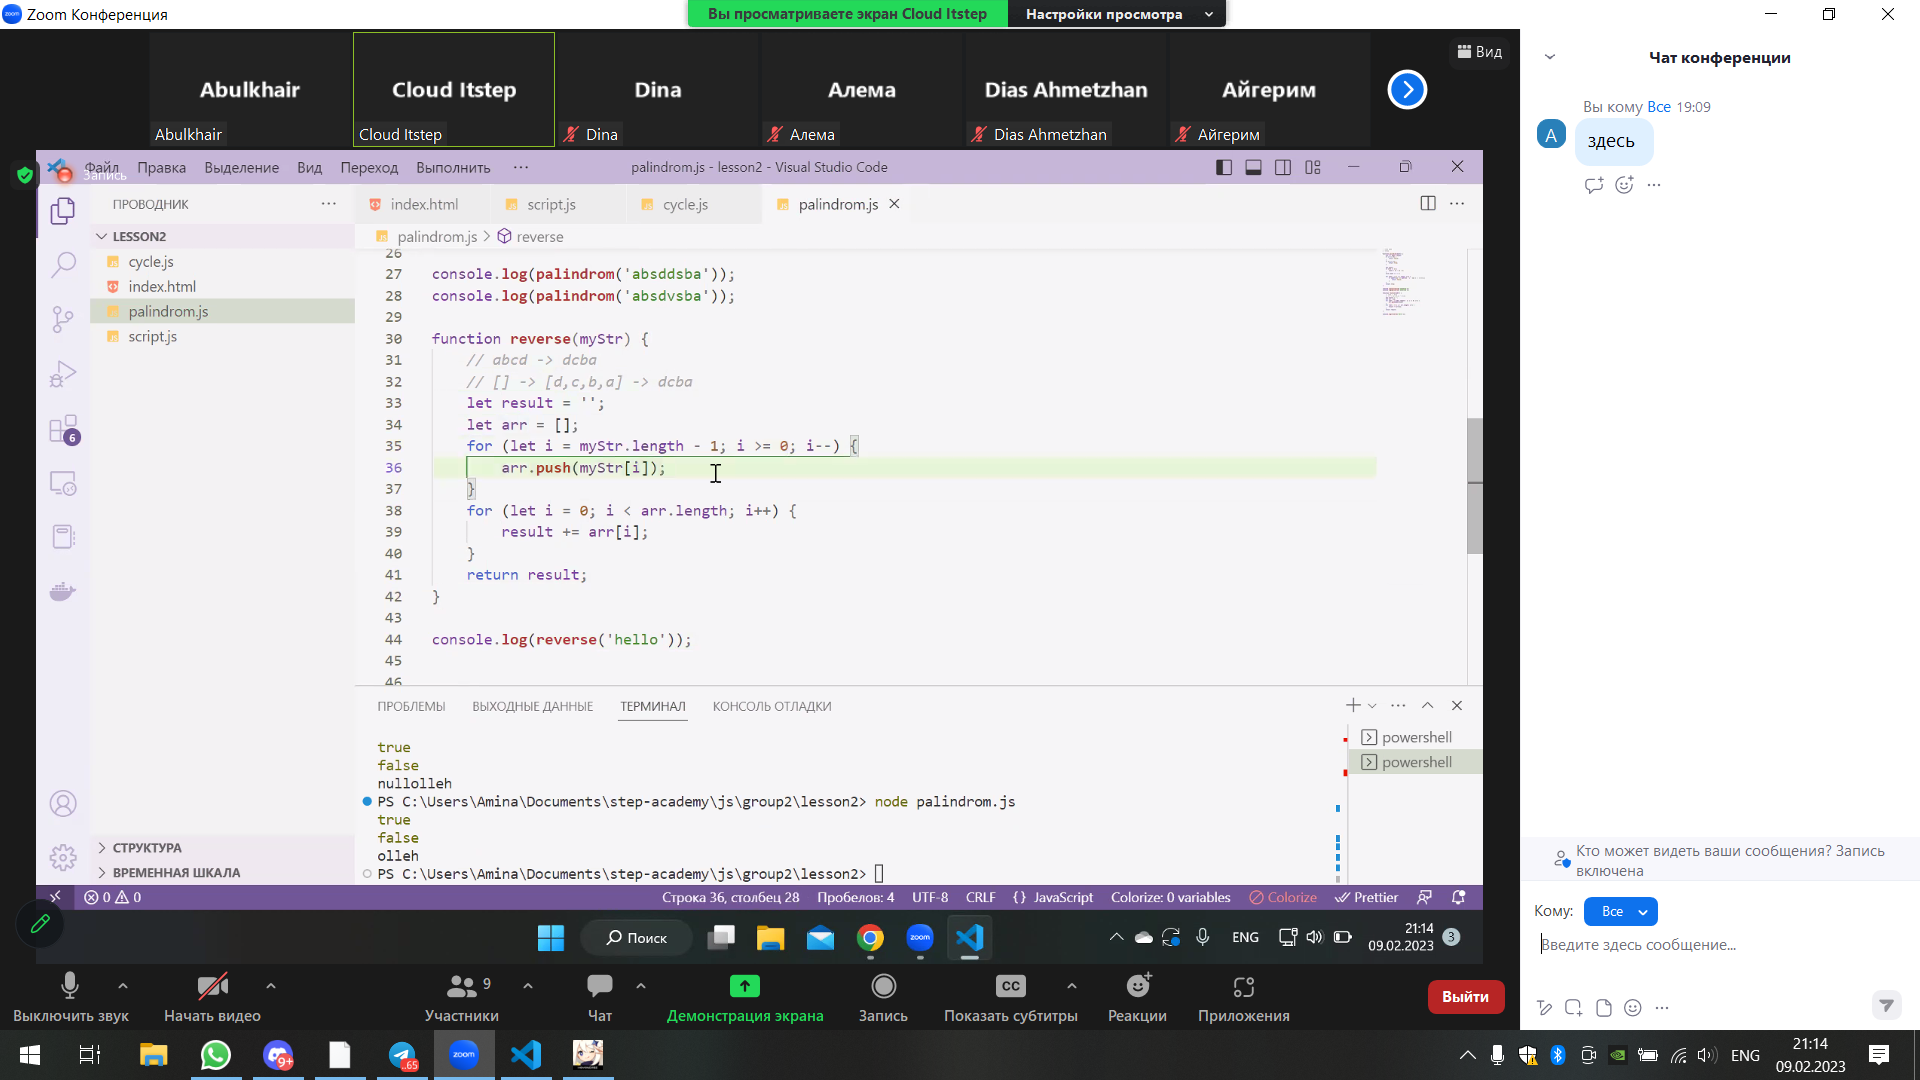 Zoom Конференция
Вы просматриваете экран Cloud Itstep
Настройки просмотра
Abulkhair
Cloud Itstep
Dina
Алема
Dias Ahmetzhan
Айгерим
Вид
Abulkhair
Cloud Itstep
Dina
Алема
Dias Ahmetzhan
Айгерим
Файл Правка Выделение Вид Переход Выполнить ···
Запись
palindrom.js - lesson2 - Visual Studio Code
ПРОВОДНИК
LESSON2
cycle.js
index.html
palindrom.js
script.js
СТРУКТУРА
ВРЕМЕННАЯ ШКАЛА
6
index.html
script.js
cycle.js
palindrom.js
palindrom.js > reverse
26
27 console.log(palindrom('absddsba'));
28 console.log(palindrom('absdvsba'));
29
30 function reverse(myStr) {
31 // abcd -> dcba
32 // [] -> [d,c,b,a] -> dcba
33 let result = '';
34 let arr = [];
35 for (let i = myStr.length - 1; i >= 0; i--) {
36 arr.push(myStr[i]);
37 }
38 for (let i = 0; i < arr.length; i++) {
39 result += arr[i];
40 }
41 return result;
42 }
43
44 console.log(reverse('hello'));
45
46
ПРОБЛЕМЫ ВЫХОДНЫЕ ДАННЫЕ ТЕРМИНАЛ КОНСОЛЬ ОТЛАДКИ
powershell
powershell
true
false
nullolleh
PS C:\Users\Amina\Documents\step-academy\js\group2\lesson2> node palindrom.js
true
false
olleh
PS C:\Users\Amina\Documents\step-academy\js\group2\lesson2>
0 0
Строка 36, столбец 28 Пробелов: 4 UTF-8 CRLF {} JavaScript Colorize: 0 variables Colorize Prettier
Поиск
zoom
ENG
21:14
09.02.2023
3
Выключить звук
Начать видео
9
Участники
Чат
Демонстрация экрана
Запись
CC
Показать субтитры
Реакции
Приложения
Выйти
Чат конференции
Вы кому Все 19:09
A
здесь
Кто может видеть ваши сообщения? Запись
включена
Кому: Все
Введите здесь сообщение...
9+
65
zoom
ENG
21:14
09.02.2023